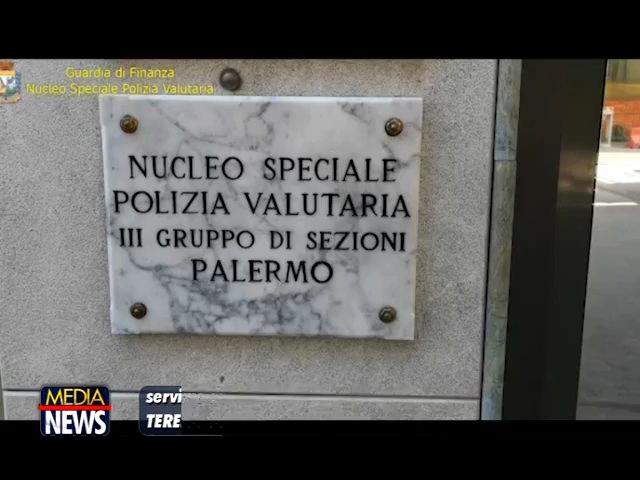 Guardia di Finanza
Nucleo Speciale Polizia Valutaria
NUCLEO SPECIALE
POLIZIA VALUTARIA
III GRUPPO DI SEZIONI
PALERMO
MEDIA
NEWS
servi
TERE